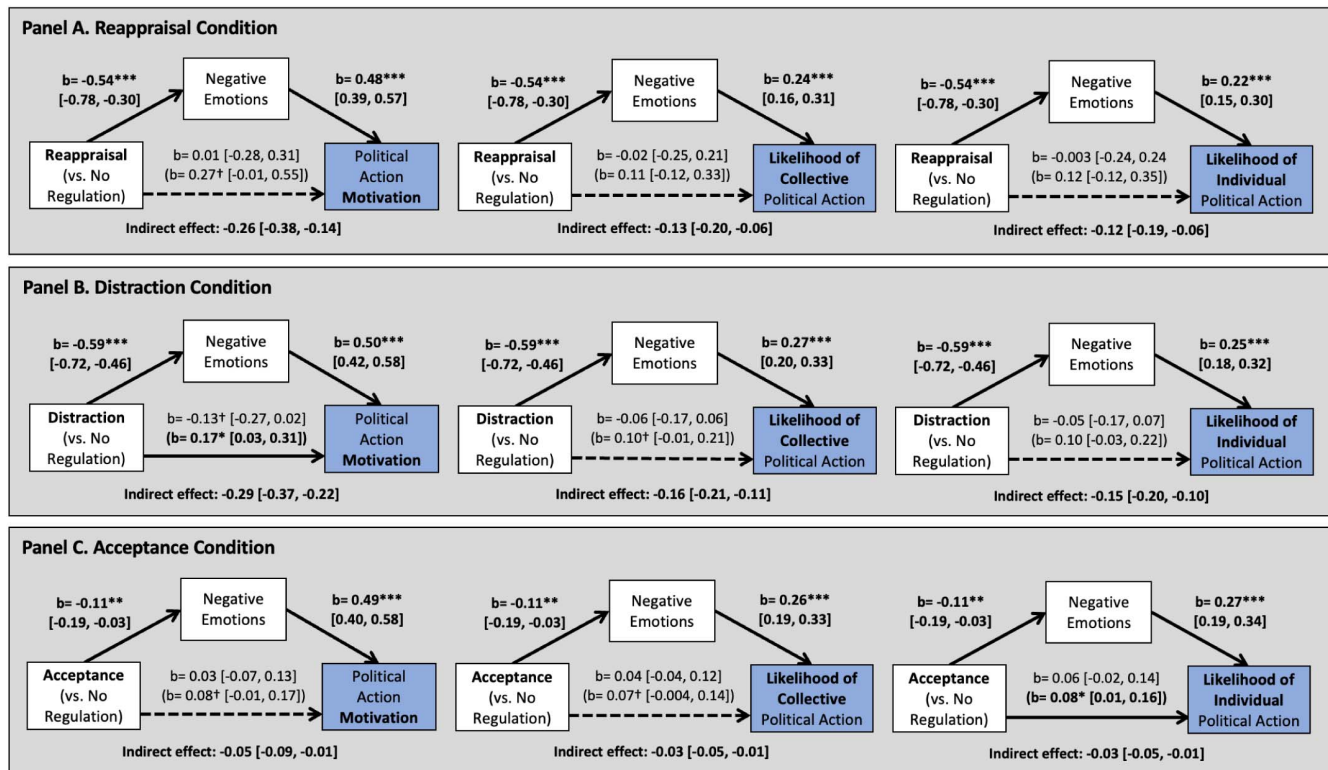 Panel A. Reappraisal Condition
b= -0.54***
[-0.78, -0.30]
Negative
Emotions
b= 0.48***
[0.39, 0.57]
Reappraisal
(vs. No
Regulation)
b= 0.01 [-0.28, 0.31]
(b= 0.27† [-0.01, 0.55])
Political
Action
Motivation
Indirect effect: -0.26 [-0.38, -0.14]
b= -0.54***
[-0.78, -0.30]
Negative
Emotions
b= 0.24***
[0.16, 0.31]
Reappraisal
(vs. No
Regulation)
b= -0.02 [-0.25, 0.21]
(b= 0.11 [-0.12, 0.33])
Likelihood of
Collective
Political Action
Indirect effect: -0.13 [-0.20, -0.06]
b= -0.54***
[-0.78, -0.30]
Negative
Emotions
b= 0.22***
[0.15, 0.30]
Reappraisal
(vs. No
Regulation)
b= -0.003 [-0.24, 0.24
(b= 0.12 [-0.12, 0.35])
Likelihood of
Individual
Political Action
Indirect effect: -0.12 [-0.19, -0.06]
Panel B. Distraction Condition
b= -0.59***
[-0.72, -0.46]
Negative
Emotions
b= 0.50***
[0.42, 0.58]
Distraction
(vs. No
Regulation)
b= -0.13† [-0.27, 0.02]
(b= 0.17* [0.03, 0.31])
Political
Action
Motivation
Indirect effect: -0.29 [-0.37, -0.22]
b= -0.59***
[-0.72, -0.46]
Negative
Emotions
b= 0.27***
[0.20, 0.33]
Distraction
(vs. No
Regulation)
b= -0.06 [-0.17, 0.06]
(b= 0.10† [-0.01, 0.21])
Likelihood of
Collective
Political Action
Indirect effect: -0.16 [-0.21, -0.11]
b= -0.59***
[-0.72, -0.46]
Negative
Emotions
b= 0.25***
[0.18, 0.32]
Distraction
(vs. No
Regulation)
b= -0.05 [-0.17, 0.07]
(b= 0.10 [-0.03, 0.22])
Likelihood of
Individual
Political Action
Indirect effect: -0.15 [-0.20, -0.10]
Panel C. Acceptance Condition
b= -0.11**
[-0.19, -0.03]
Negative
Emotions
b= 0.49***
[0.40, 0.58]
Acceptance
(vs. No
Regulation)
b= 0.03 [-0.07, 0.13]
(b= 0.08† [-0.01, 0.17])
Political
Action
Motivation
Indirect effect: -0.05 [-0.09, -0.01]
b= -0.11**
[-0.19, -0.03]
Negative
Emotions
b= 0.26***
[0.19, 0.33]
Acceptance
(vs. No
Regulation)
b= 0.04 [-0.04, 0.12]
(b= 0.07† [-0.004, 0.14])
Likelihood of
Collective
Political Action
Indirect effect: -0.03 [-0.05, -0.01]
b= -0.11**
[-0.19, -0.03]
Negative
Emotions
b= 0.27***
[0.19, 0.34]
Acceptance
(vs. No
Regulation)
b= 0.06 [-0.02, 0.14]
(b= 0.08* [0.01, 0.16])
Likelihood of
Individual
Political Action
Indirect effect: -0.03 [-0.05, -0.01]